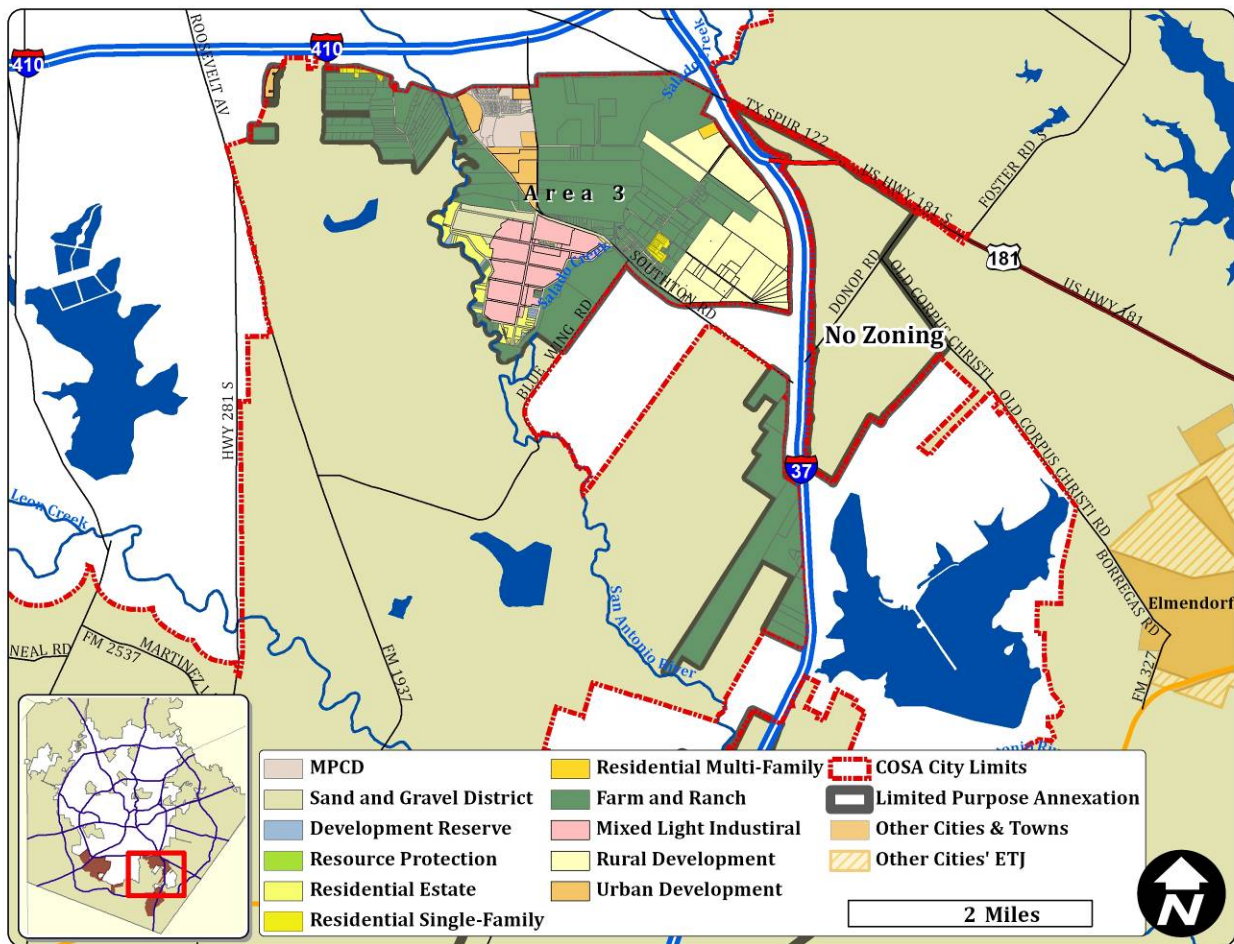 410
ROOSEVELT AV
410
Salado Creek
TX SPUR 122
US HWY 181 S
FOSTER RD S
181
US HWY 181
Area 3
DONOP RD
OLD CORPUS CHRISTI
No Zoning
SOUTHTON RD
Salado Creek
BLUE WING RD
HWY 281 S
37
OLD CORPUS CHRISTI RD
Leon Creek
BORREGAS RD
Elmendorf
San Antonio River
NEAL RD
FM 2537
FM 1937
FM 327
MPCD
Sand and Gravel District
Development Reserve
Resource Protection
Residential Estate
Residential Single-Family
Residential Multi-Family
Farm and Ranch
Mixed Light Industiral
Rural Development
Urban Development
COSA City Limits
Limited Purpose Annexation
Other Cities & Towns
Other Cities' ETJ
2 Miles
N